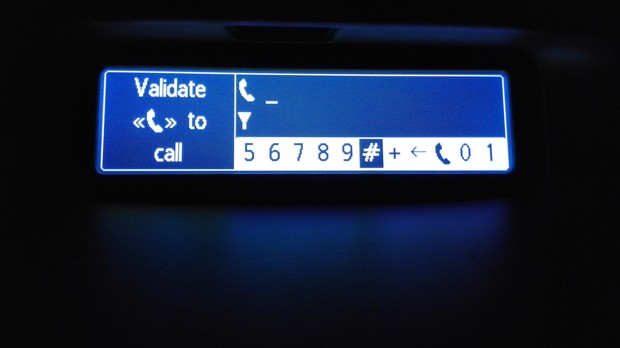 Validate
« » to
call
_
5 6 7 8 9 # + ← 0 1